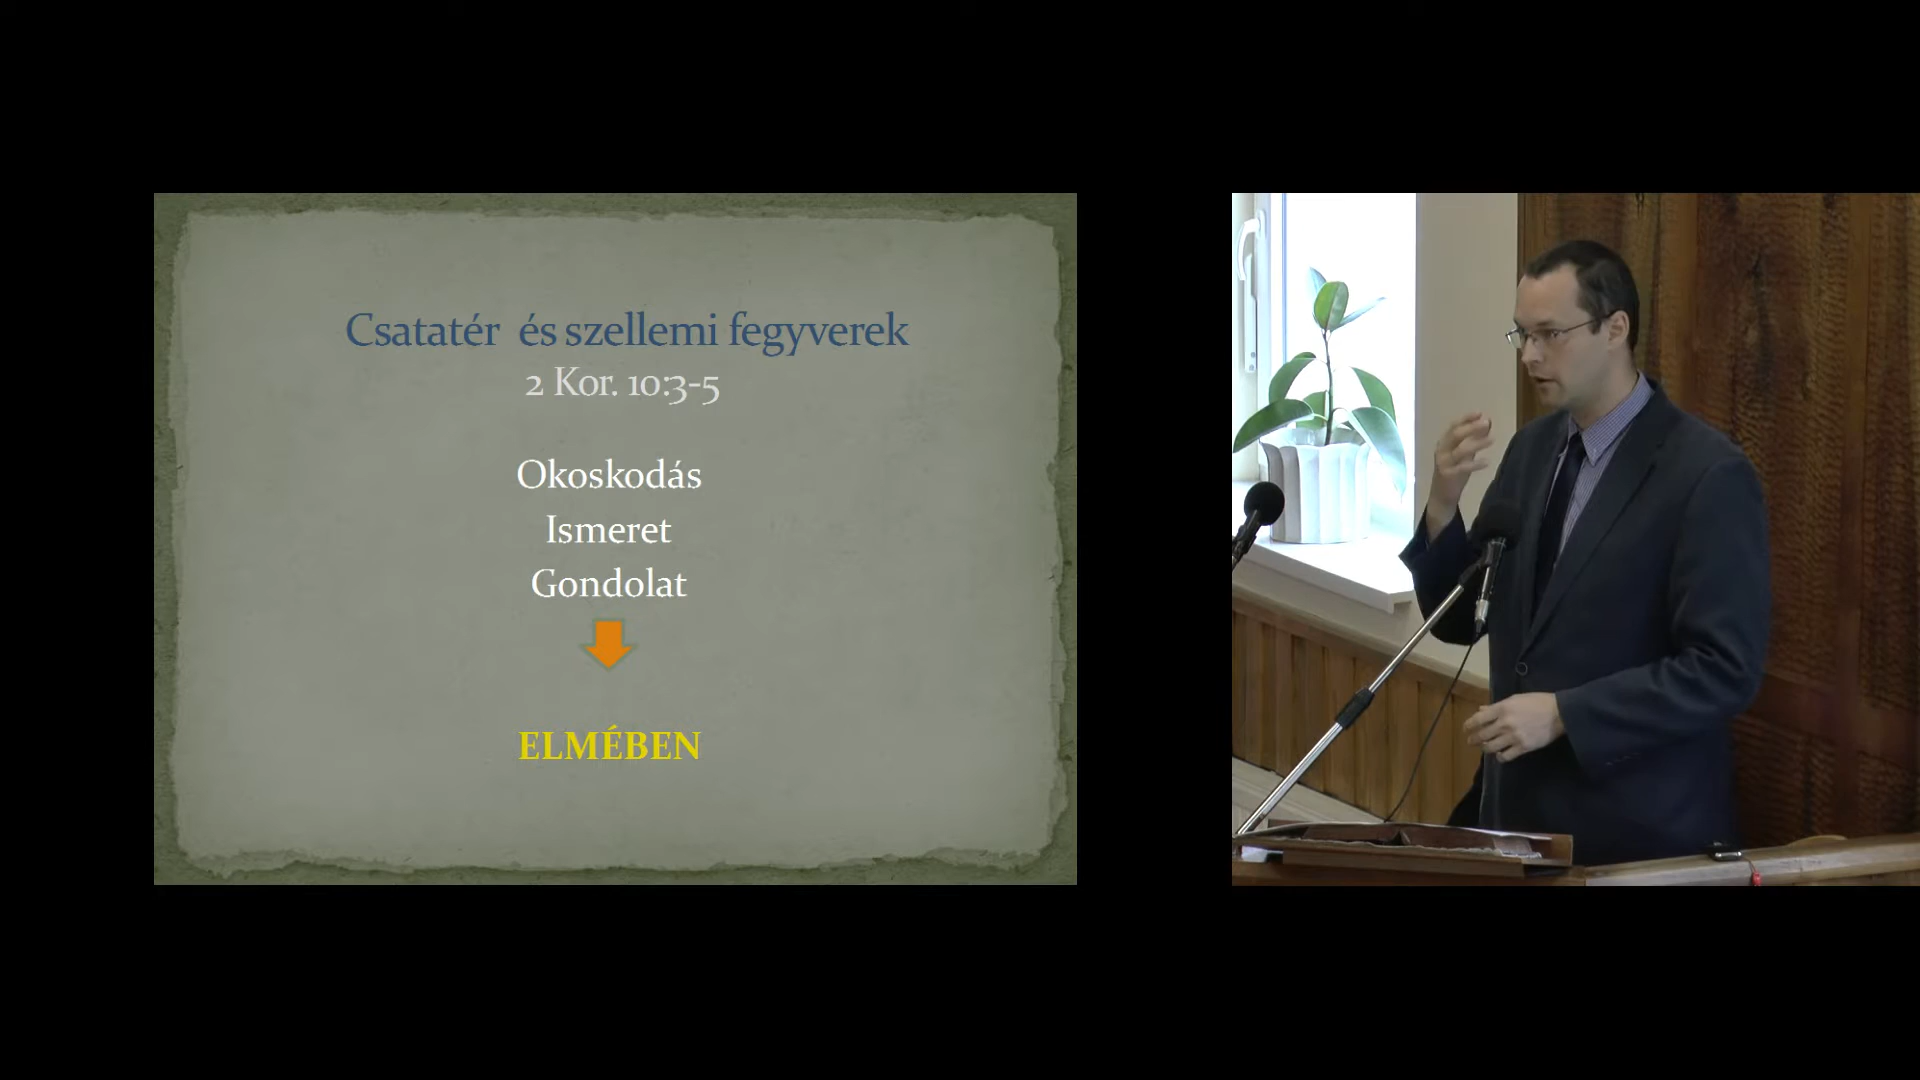 Csatatér és szellemi fegyverek
2 Kor. 10:3-5
Okoskodás
Ismeret
Gondolat
ELMÉBEN